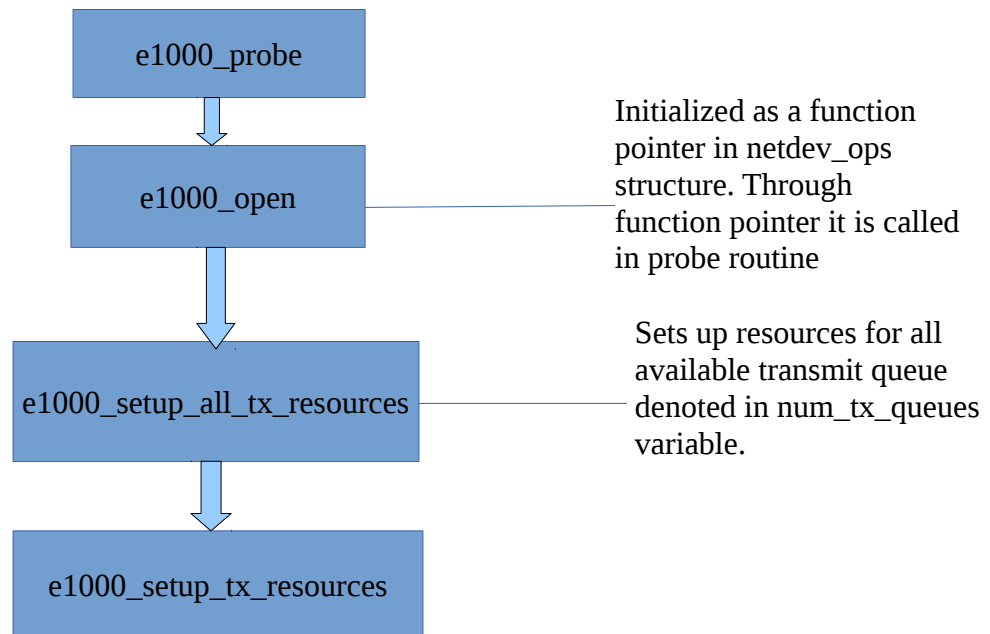 e1000_probe
e1000_open
Initialized as a function
pointer in netdev_ops
structure. Through
function pointer it is called
in probe routine
e1000_setup_all_tx_resources
Sets up resources for all
available transmit queue
denoted in num_tx_queues
variable.
e1000_setup_tx_resources